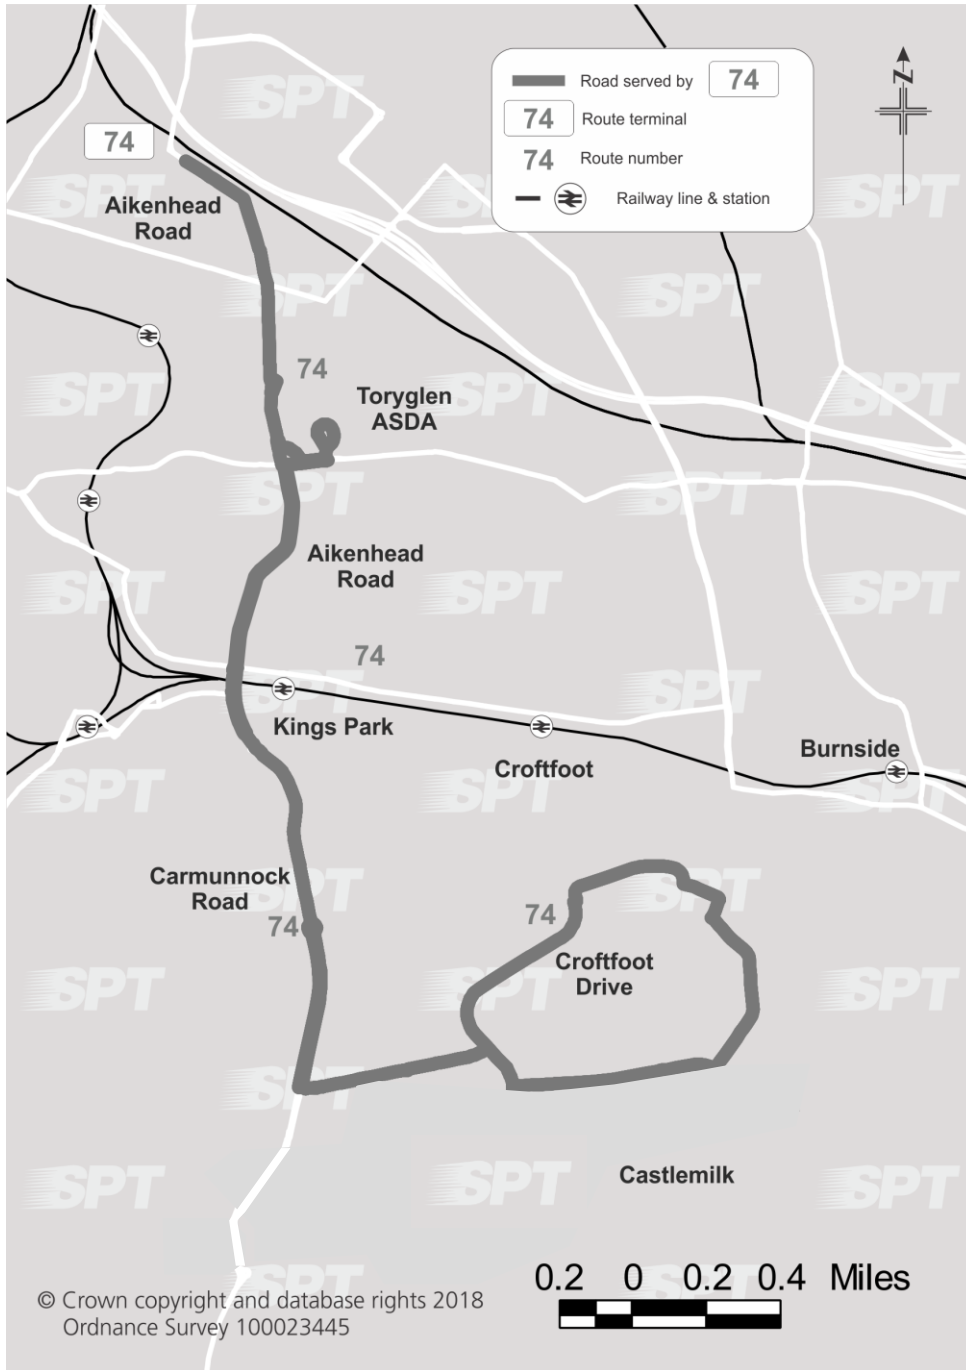 SPT
74
Road served by 74
74 Route terminal
74 Route number
Railway line & station
N
Aikenhead
Road
74
Toryglen
ASDA
Aikenhead
Road
74
Kings Park
Croftfoot
Burnside
Carmunnock
Road
74
74
Croftfoot
Drive
Castlemilk
0.2 0 0.2 0.4 Miles
© Crown copyright and database rights 2018
Ordnance Survey 100023445